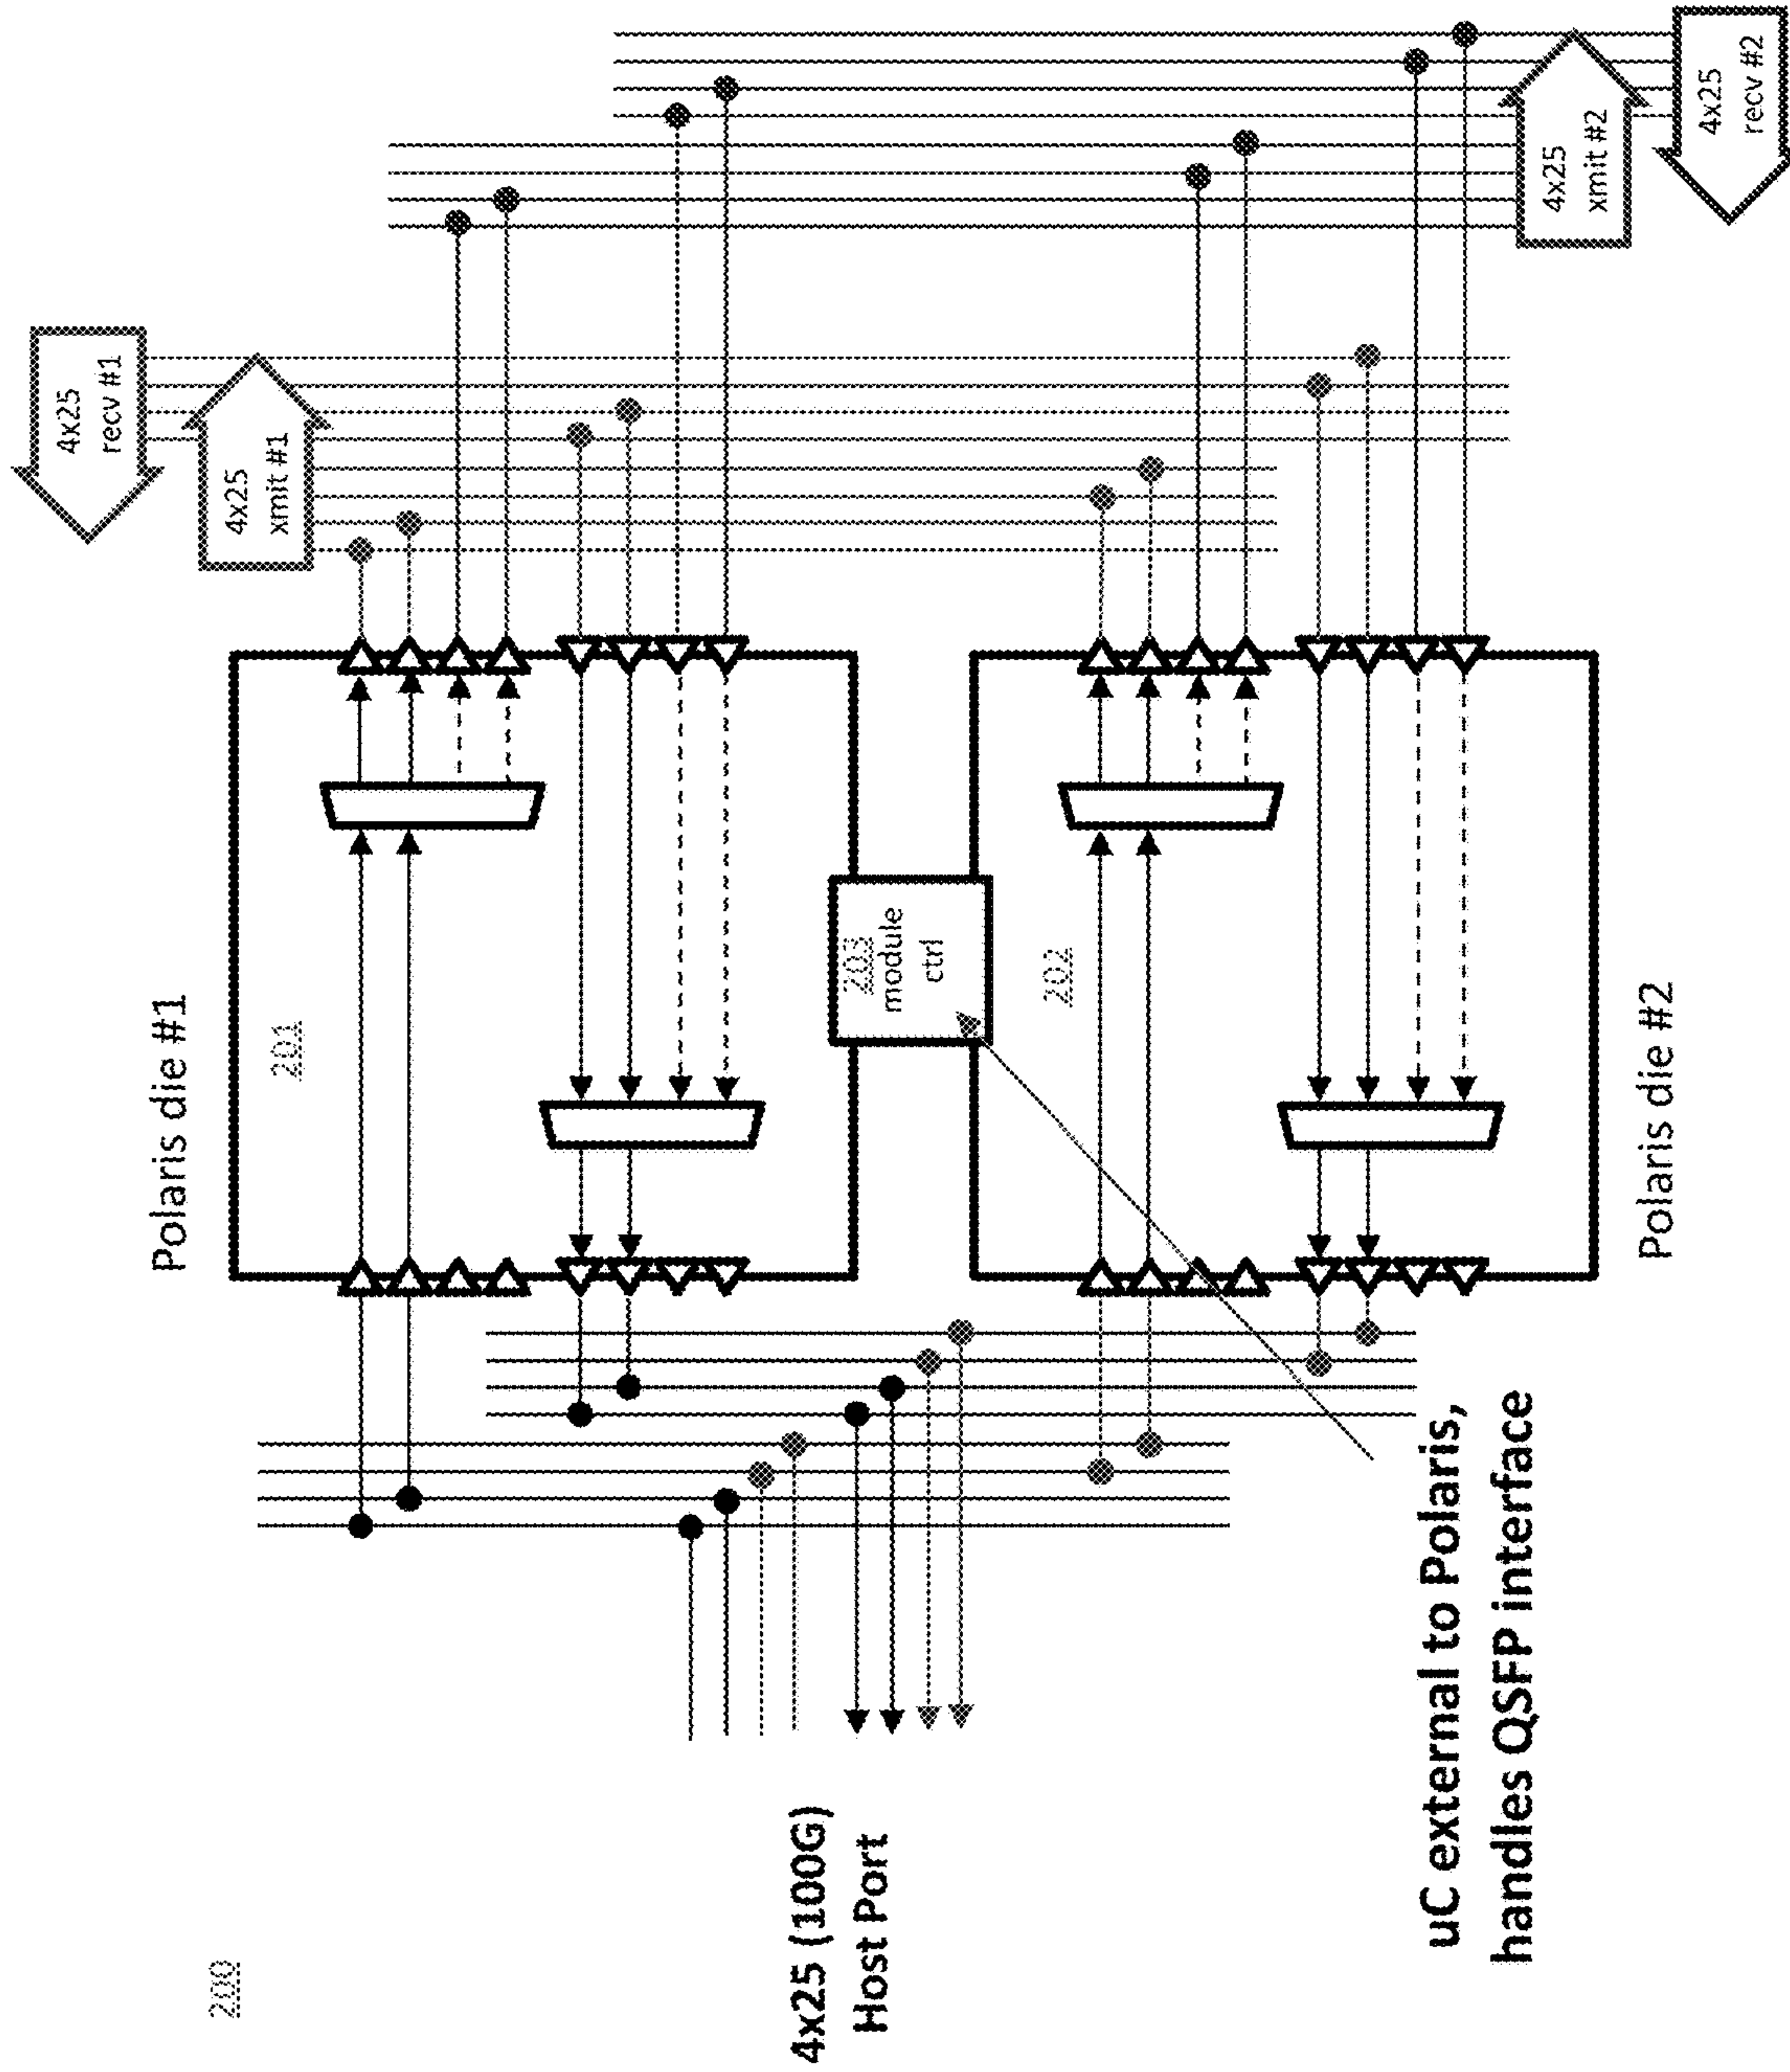 200
4x25 (100G)
Host Port
uC external to Polaris,
handles QSFP interface
Polaris die #1
201
203
module
ctrl
202
Polaris die #2
4x25
recv #1
4x25
xmit #1
4x25
xmit #2
4x25
recv #2